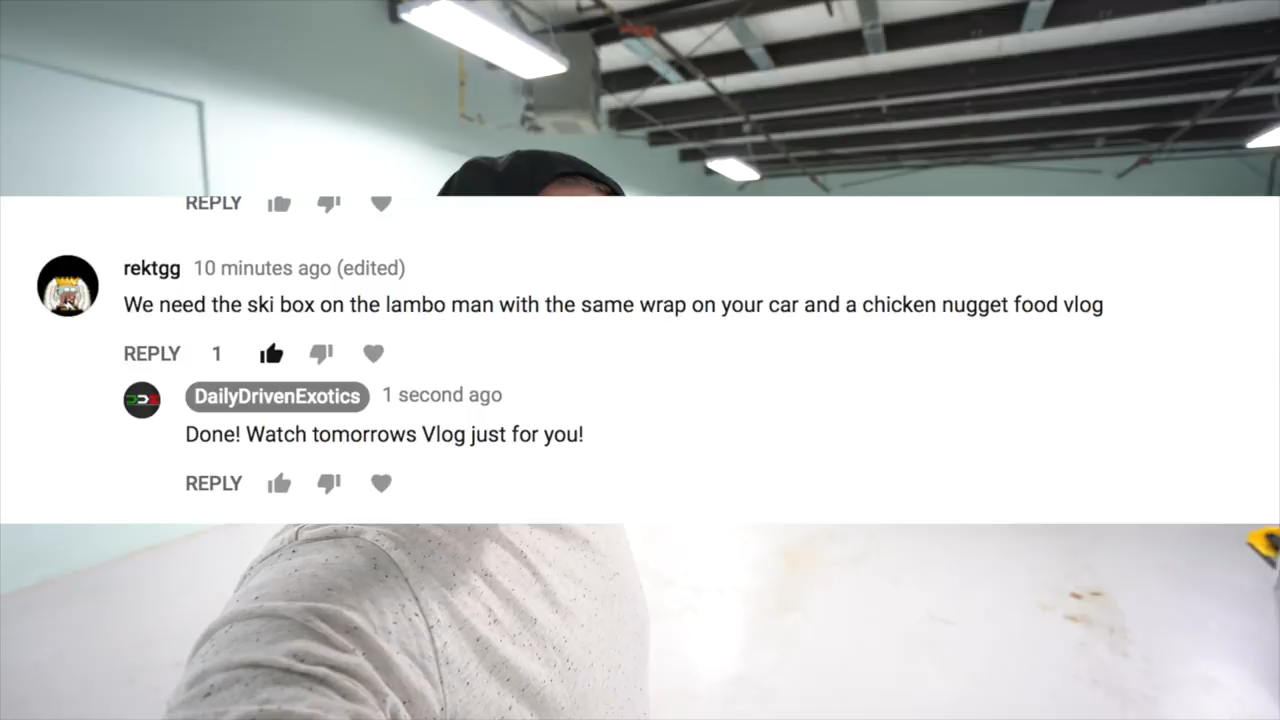 REPLY
rektgg 10 minutes ago (edited)
We need the ski box on the lambo man with the same wrap on your car and a chicken nugget food vlog
REPLY 1
DailyDrivenExotics 1 second ago
Done! Watch tomorrows Vlog just for you!
REPLY